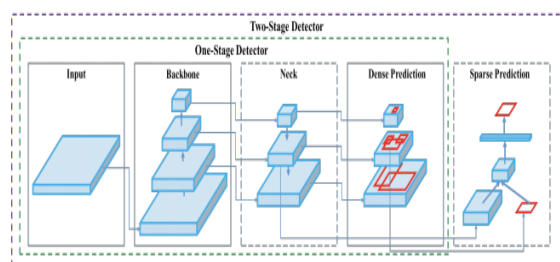 Two-Stage Detector
One-Stage Detector
Input
Backbone
Neck
Dense Prediction
Sparse Prediction